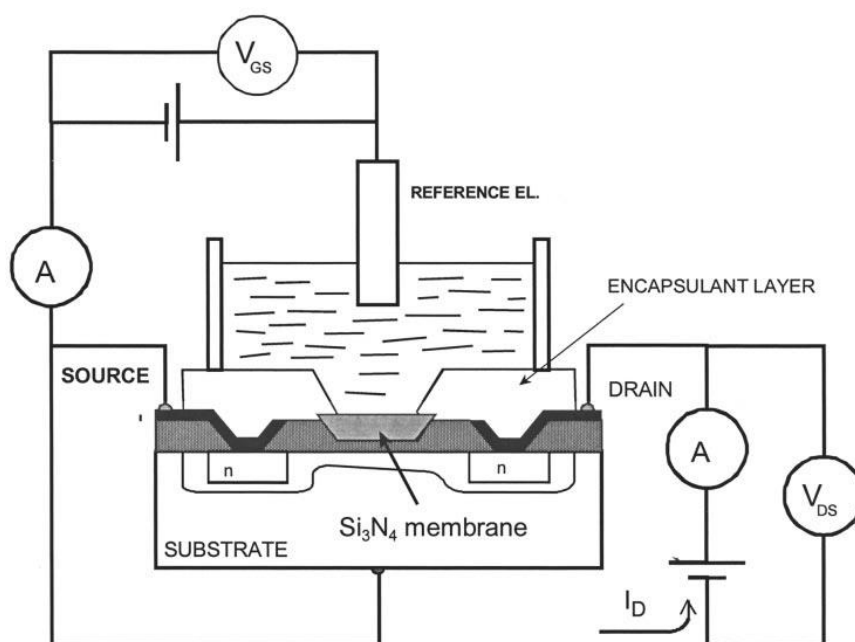 V_GS
REFERENCE EL.
A
ENCAPSULANT LAYER
SOURCE
DRAIN
A
n
n
V_DS
Si₃N₄ membrane
SUBSTRATE
I_D